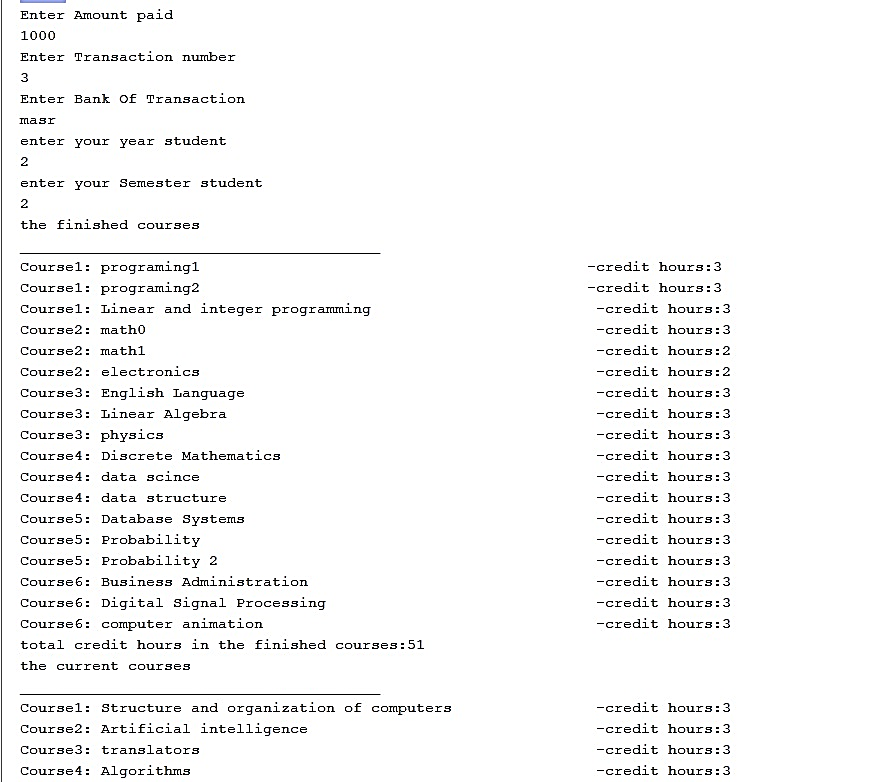 Enter Amount paid
1000
Enter Transaction number
3
Enter Bank Of Transaction
masr
enter your year student
2
enter your Semester student
2
the finished courses
Course1: programing1 -credit hours:3
Course1: programing2 -credit hours:3
Course1: Linear and integer programming -credit hours:3
Course2: math0 -credit hours:3
Course2: math1 -credit hours:2
Course2: electronics -credit hours:2
Course3: English Language -credit hours:3
Course3: Linear Algebra -credit hours:3
Course3: physics -credit hours:3
Course4: Discrete Mathematics -credit hours:3
Course4: data scince -credit hours:3
Course4: data structure -credit hours:3
Course5: Database Systems -credit hours:3
Course5: Probability -credit hours:3
Course5: Probability 2 -credit hours:3
Course6: Business Administration -credit hours:3
Course6: Digital Signal Processing -credit hours:3
Course6: computer animation -credit hours:3
total credit hours in the finished courses:51
the current courses
Course1: Structure and organization of computers -credit hours:3
Course2: Artificial intelligence -credit hours:3
Course3: translators -credit hours:3
Course4: Algorithms -credit hours:3